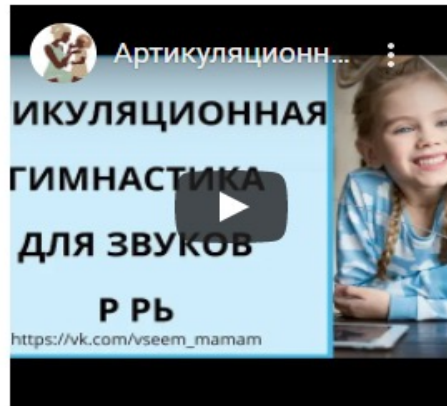 Артикуляционн...
ИКУЛЯЦИОННАЯ
ГИМНАСТИКА
ДЛЯ ЗВУКОВ
Р РЬ
https://vk.com/vseem_mamam